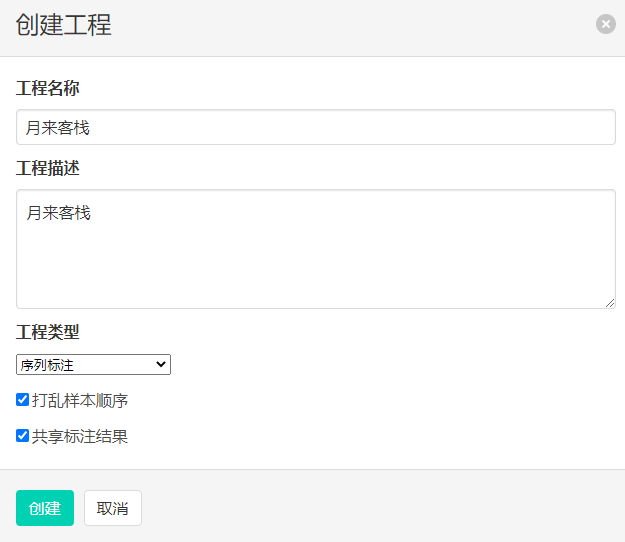 创建工程
工程名称
月来客栈
工程描述
月来客栈
工程类型
序列标注
打乱样本顺序
共享标注结果
创建 取消